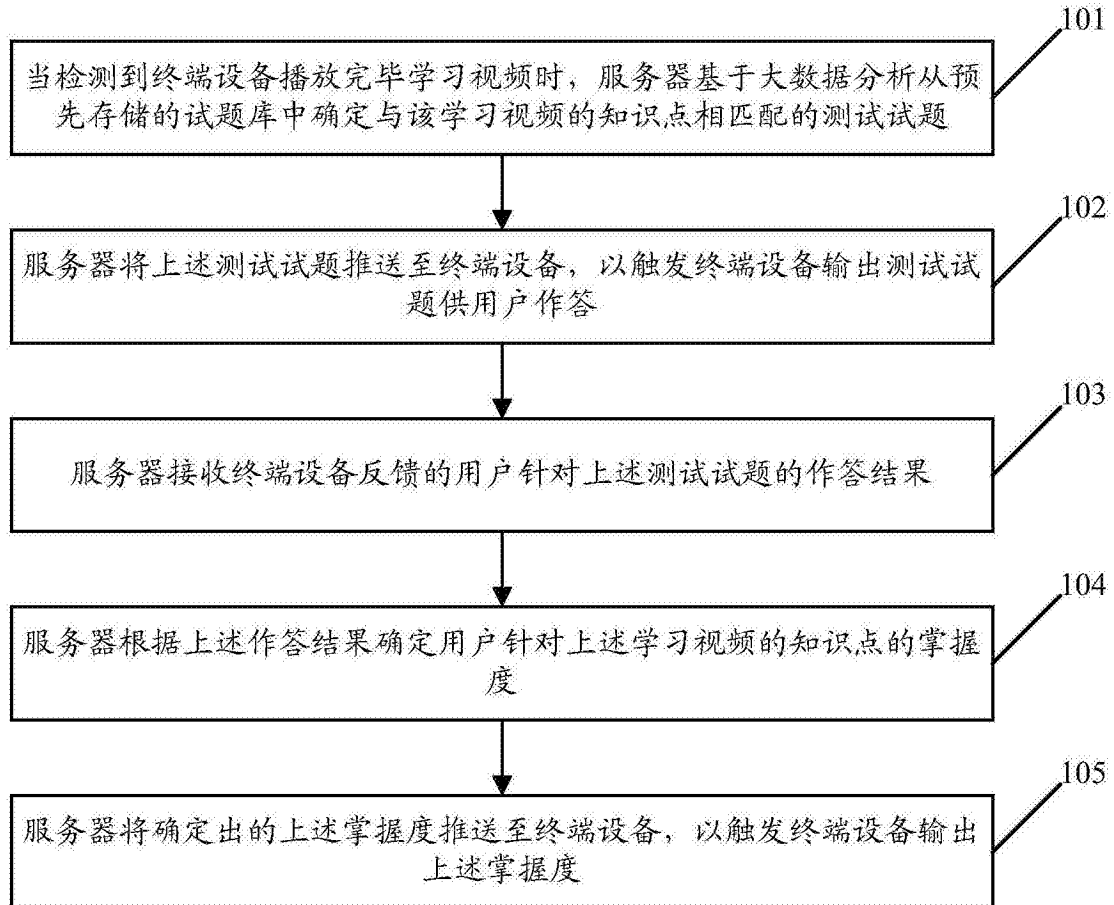 101
当检测到终端设备播放完毕学习视频时，服务器基于大数据分析从预
先存储的试题库中确定与该学习视频的知识点相匹配的测试试题
102
服务器将上述测试试题推送至终端设备，以触发终端设备输出测试试
题供用户作答
103
服务器接收终端设备反馈的用户针对上述测试试题的作答结果
104
服务器根据上述作答结果确定用户针对上述学习视频的知识点的掌握
度
105
服务器将确定出的上述掌握度推送至终端设备，以触发终端设备输出
上述掌握度